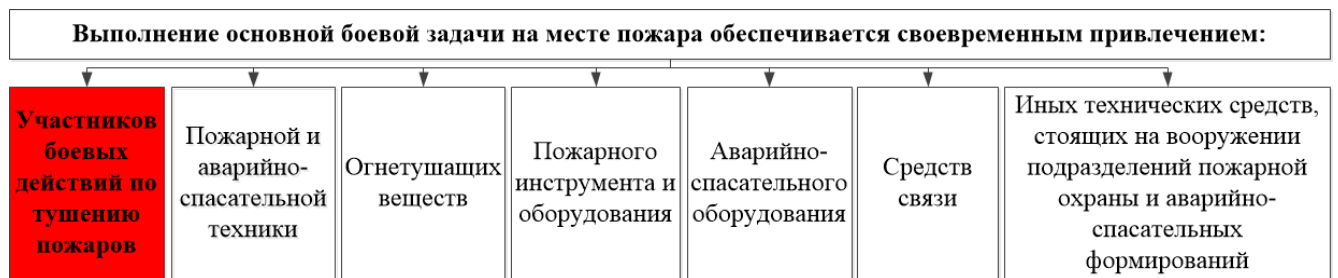 Выполнение основной боевой задачи на месте пожара обеспечивается своевременным привлечением:
Участников
боевых
действий по
тушению
пожаров
Пожарной и
аварийно-
спасательной
техники
Огнетушащих
веществ
Пожарного
инструмента и
оборудования
Аварийно-
спасательного
оборудования
Средств
связи
Иных технических средств,
стоящих на вооружении
подразделений пожарной
охраны и аварийно-
спасательных
формирований